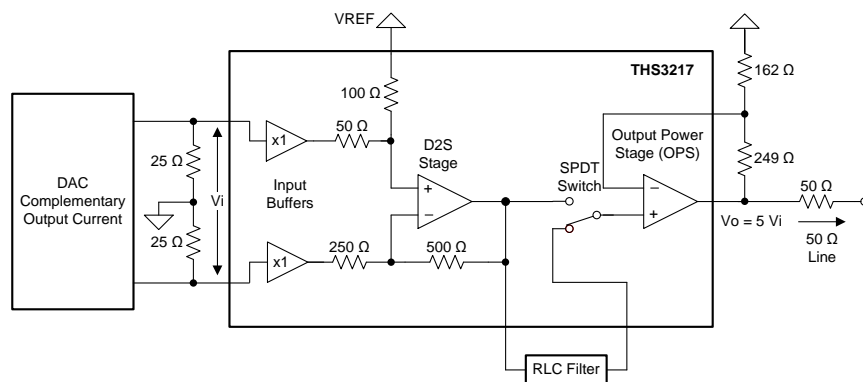 VREF
THS3217
162 Ω
100 Ω
x1
50 Ω
D2S
Stage
Output Power
Stage (OPS)
249 Ω
25 Ω
DAC
Complementary
Output Current
Vi
Input
Buffers
+
–
SPDT
Switch
–
+
50 Ω
Vo = 5 Vi
50 Ω
Line
25 Ω
x1
250 Ω
500 Ω
RLC Filter